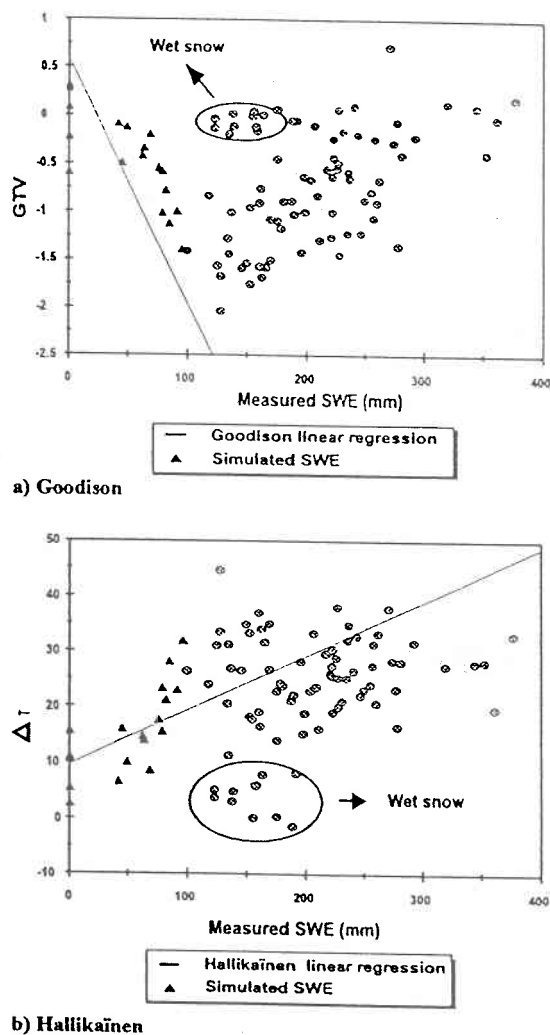 1
0.5
0
-0.5
-1
-1.5
-2
-2.5
GTV
Wet snow
0
100
200
300
400
Measured SWE (mm)
Goodison linear regression
Simulated SWE
a) Goodison
50
40
30
20
10
0
-10
Δ T
Wet snow
0
100
200
300
400
Measured SWE (mm)
Hallikaïnen linear regression
Simulated SWE
b) Hallikaïnen